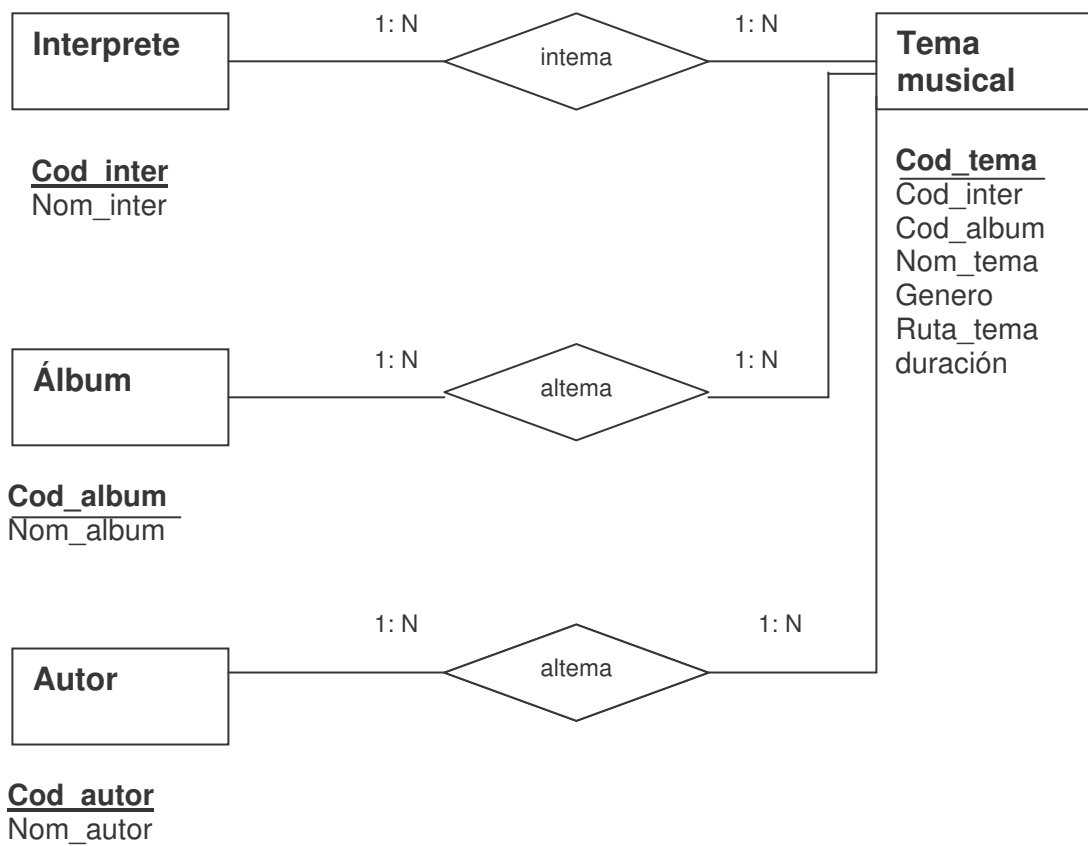 Interprete
1: N
intema
1: N
Tema
musical
Cod_inter
Nom_inter
Cod_tema
Cod_inter
Cod_album
Nom_tema
Genero
Ruta_tema
duración
Álbum
1: N
altema
1: N
Cod_album
Nom_album
Autor
1: N
altema
1: N
Cod_autor
Nom_autor